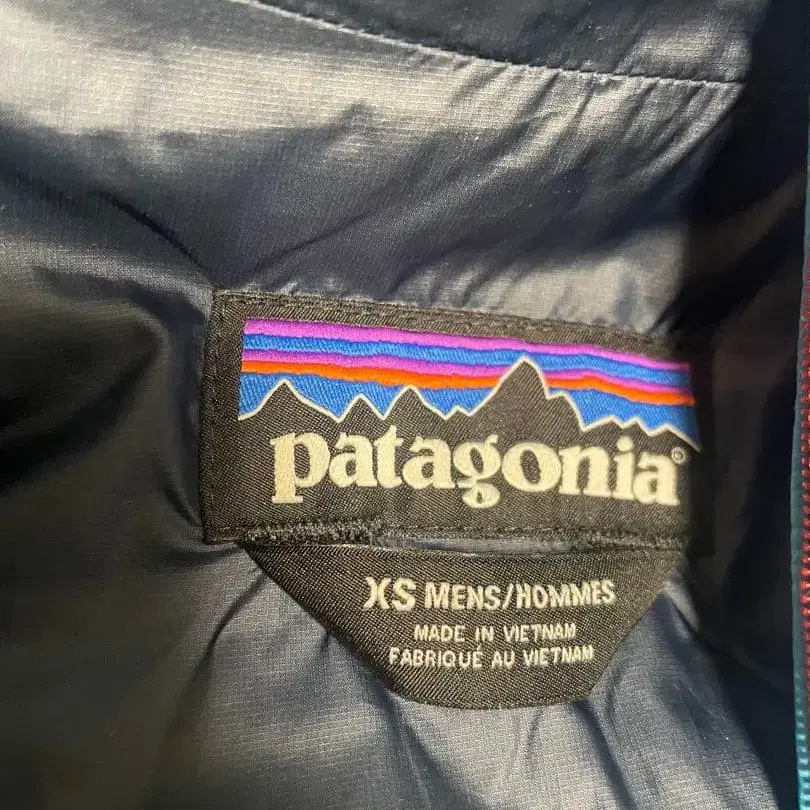 patagonia®
XS MENS/HOMMES
MADE IN VIETNAM
FABRIQUÉ AU VIETNAM